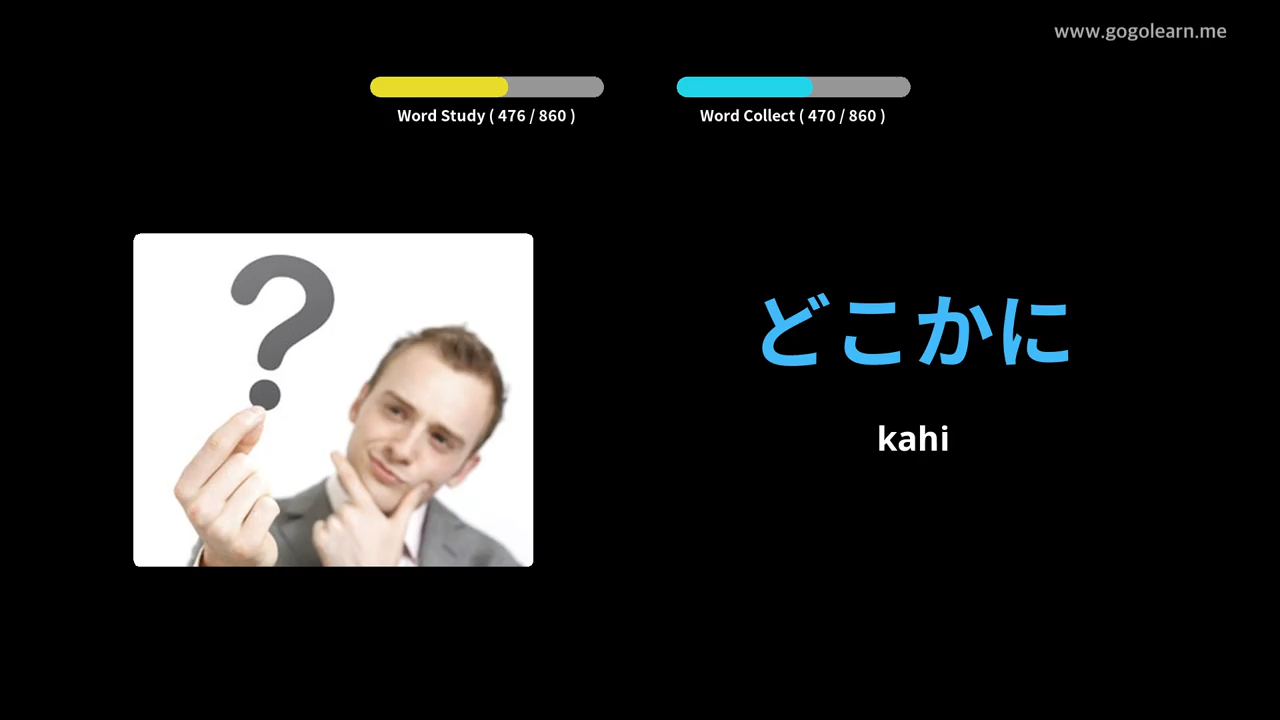 www.gogolearn.me
Word Study ( 476 / 860 )
Word Collect ( 470 / 860 )
?
どこかに
kahi